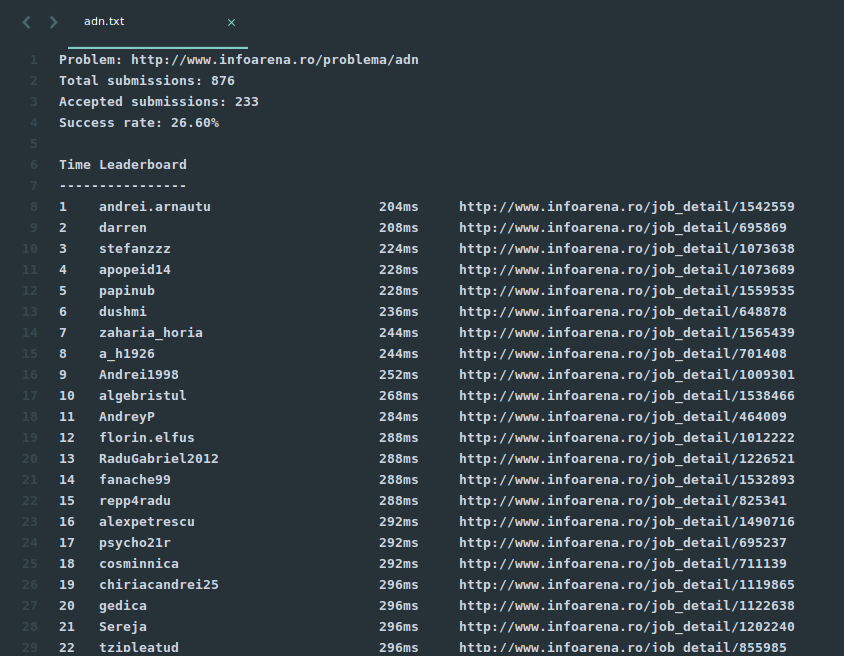 adn.txt ×
1 Problem: http://www.infoarena.ro/problema/adn
2 Total submissions: 876
3 Accepted submissions: 233
4 Success rate: 26.60%
5
6 Time Leaderboard
7 ----------------
8 1 andrei.arnautu 204ms http://www.infoarena.ro/job_detail/1542559
9 2 darren 208ms http://www.infoarena.ro/job_detail/695869
10 3 stefanzzz 224ms http://www.infoarena.ro/job_detail/1073638
11 4 apopeid14 228ms http://www.infoarena.ro/job_detail/1073689
12 5 papinub 228ms http://www.infoarena.ro/job_detail/1559535
13 6 dushmi 236ms http://www.infoarena.ro/job_detail/648878
14 7 zaharia_horia 244ms http://www.infoarena.ro/job_detail/1565439
15 8 a_h1926 244ms http://www.infoarena.ro/job_detail/701408
16 9 Andrei1998 252ms http://www.infoarena.ro/job_detail/1009301
17 10 algebristul 268ms http://www.infoarena.ro/job_detail/1538466
18 11 AndreyP 284ms http://www.infoarena.ro/job_detail/464009
19 12 florin.elfus 288ms http://www.infoarena.ro/job_detail/1012222
20 13 RaduGabriel2012 288ms http://www.infoarena.ro/job_detail/1226521
21 14 fanache99 288ms http://www.infoarena.ro/job_detail/1532893
22 15 repp4radu 288ms http://www.infoarena.ro/job_detail/825341
23 16 alexpetrescu 292ms http://www.infoarena.ro/job_detail/1490716
24 17 psycho21r 292ms http://www.infoarena.ro/job_detail/695237
25 18 cosminnica 292ms http://www.infoarena.ro/job_detail/711139
26 19 chiriacandrei25 296ms http://www.infoarena.ro/job_detail/1119865
27 20 gedica 296ms http://www.infoarena.ro/job_detail/1122638
28 21 Sereja 296ms http://www.infoarena.ro/job_detail/1202240
29 22 tzipleatud 296ms http://www.infoarena.ro/job_detail/855985